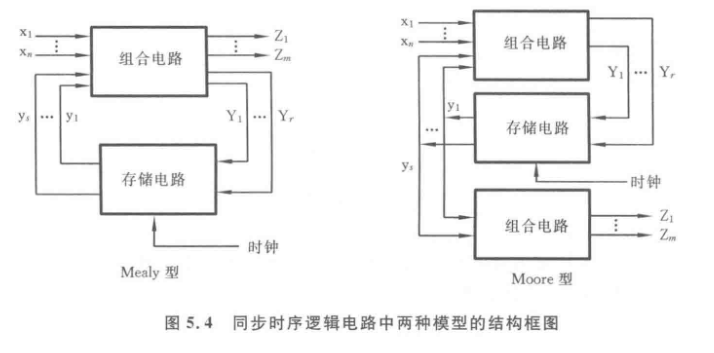 x₁
⋮
xₙ
组合电路
Z₁
⋮
Zₘ
yₛ ··· y₁
Y₁ ··· Yᵣ
存储电路
时钟
Mealy 型
x₁
⋮
xₙ
组合电路
Y₁ ··· Yᵣ
y₁
···
yₛ
存储电路
时钟
组合电路
Z₁
⋮
Zₘ
Moore 型
图 5.4 同步时序逻辑电路中两种模型的结构框图